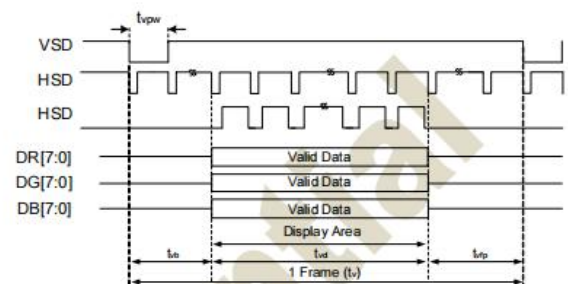 tvpw
VSD
HSD
HSD
DR[7:0] Valid Data
DG[7:0] Valid Data
DB[7:0] Valid Data
Display Area
tvb tvd tvfp
1 Frame (tv)
ntial